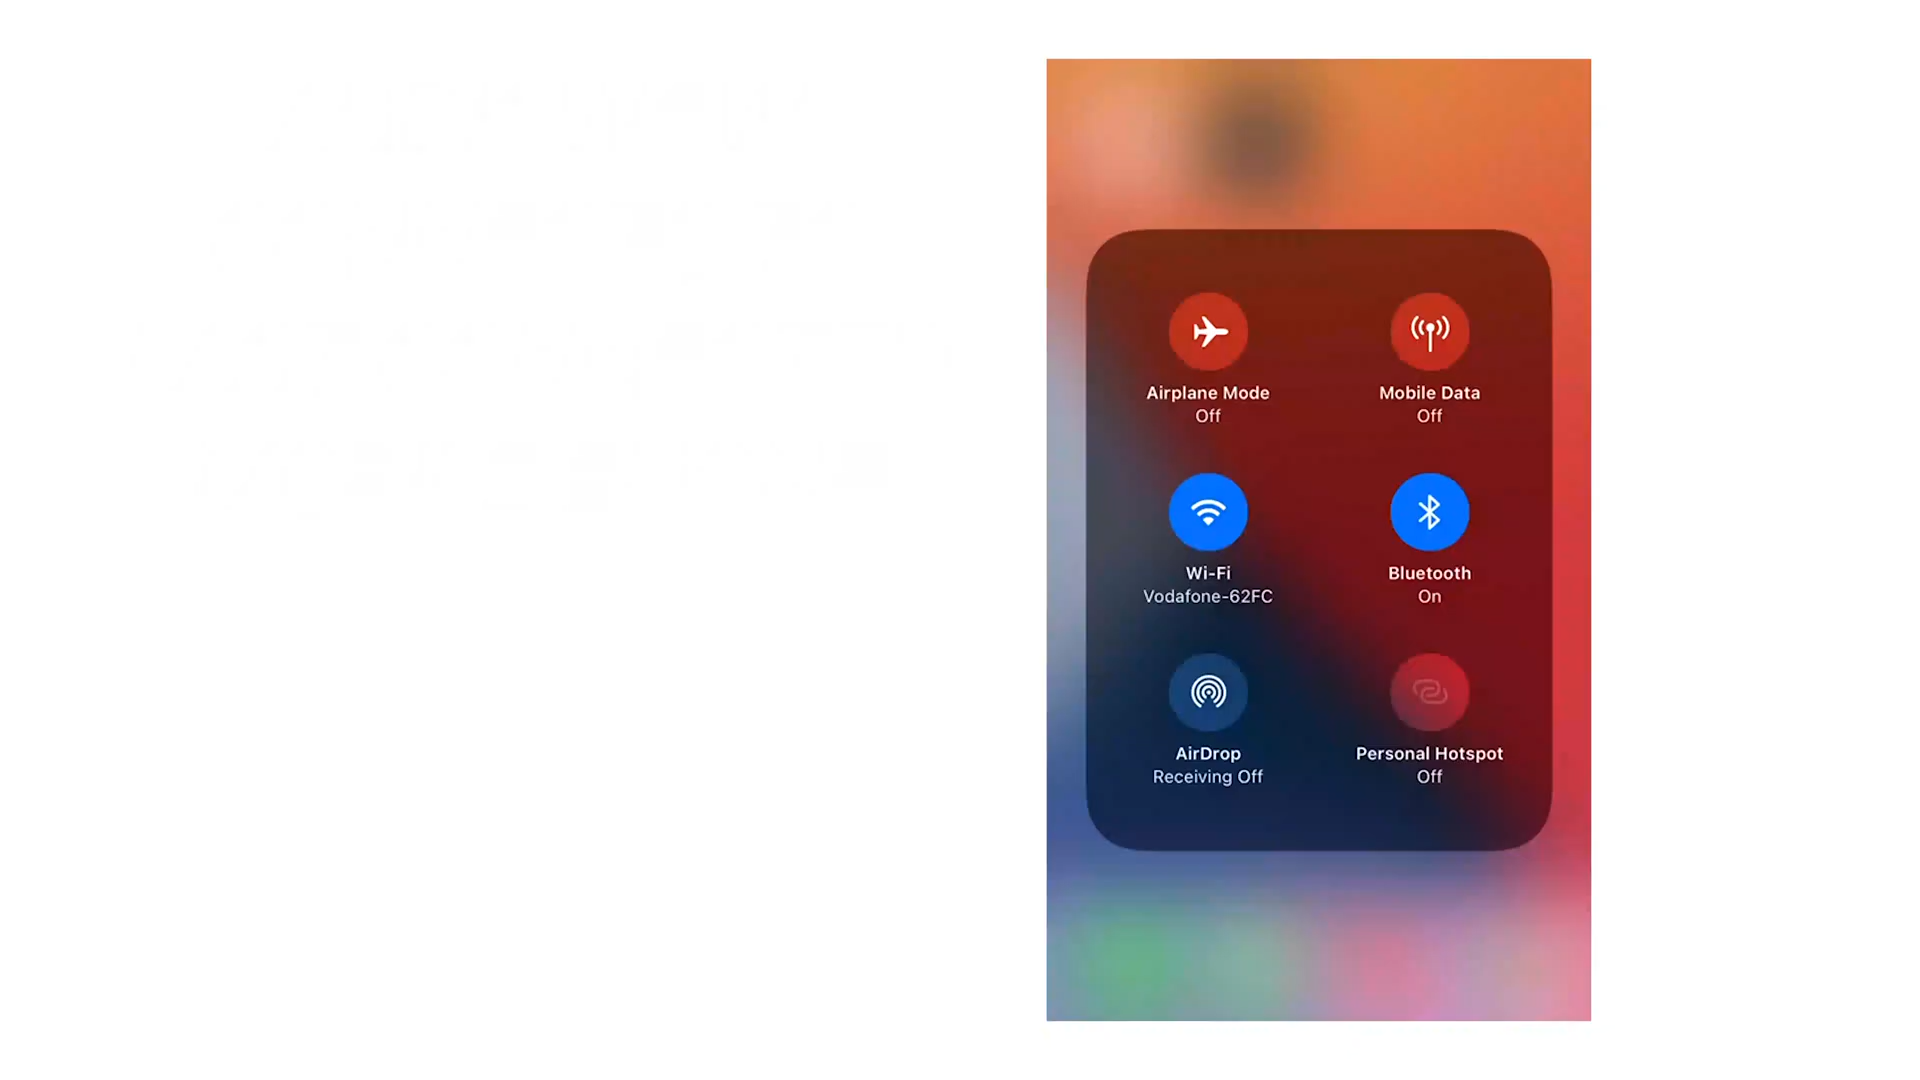 Airplane Mode
Off
Mobile Data
Off
Wi-Fi
Vodafone-62FC
Bluetooth
On
AirDrop
Receiving Off
Personal Hotspot
Off